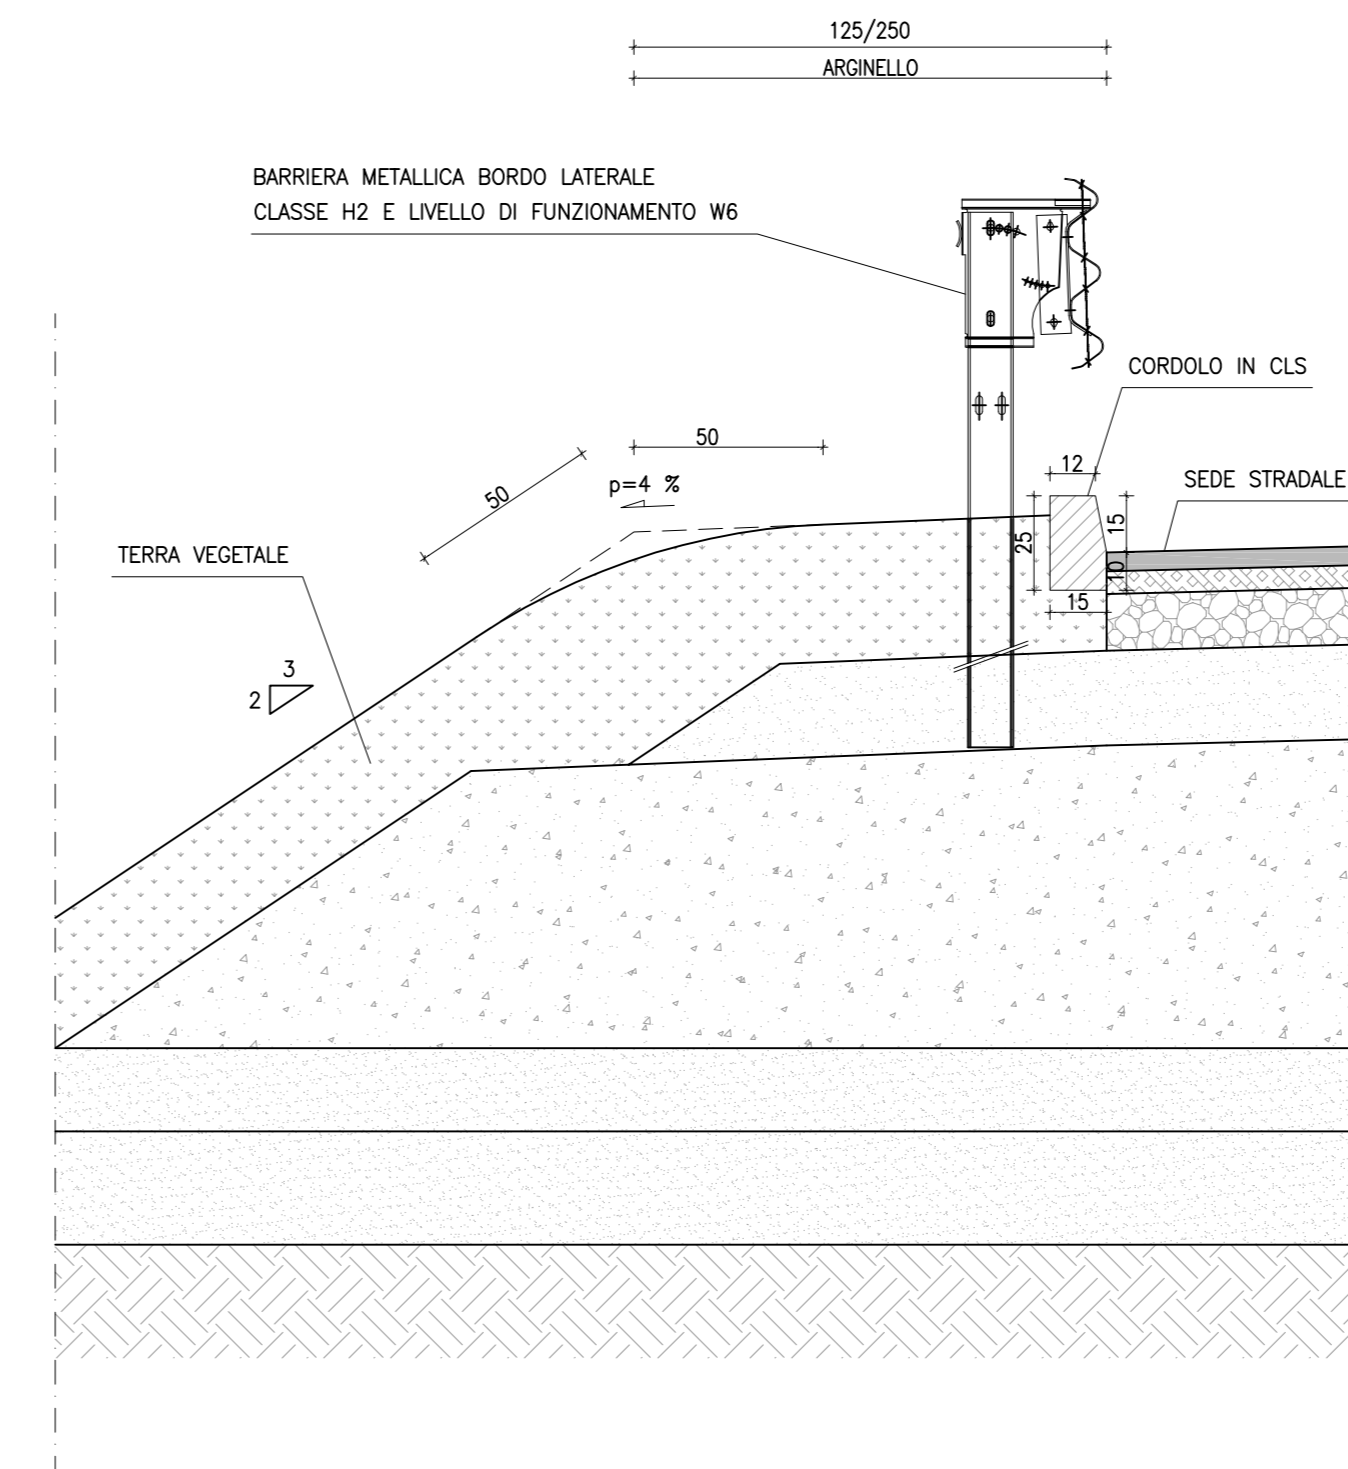 125/250
ARGINELLO
BARRIERA METALLICA BORDO LATERALE
CLASSE H2 E LIVELLO DI FUNZIONAMENTO W6
CORDOLO IN CLS
50
50
p=4 %
12
SEDE STRADALE
15
25
10
15
TERRA VEGETALE
3
2